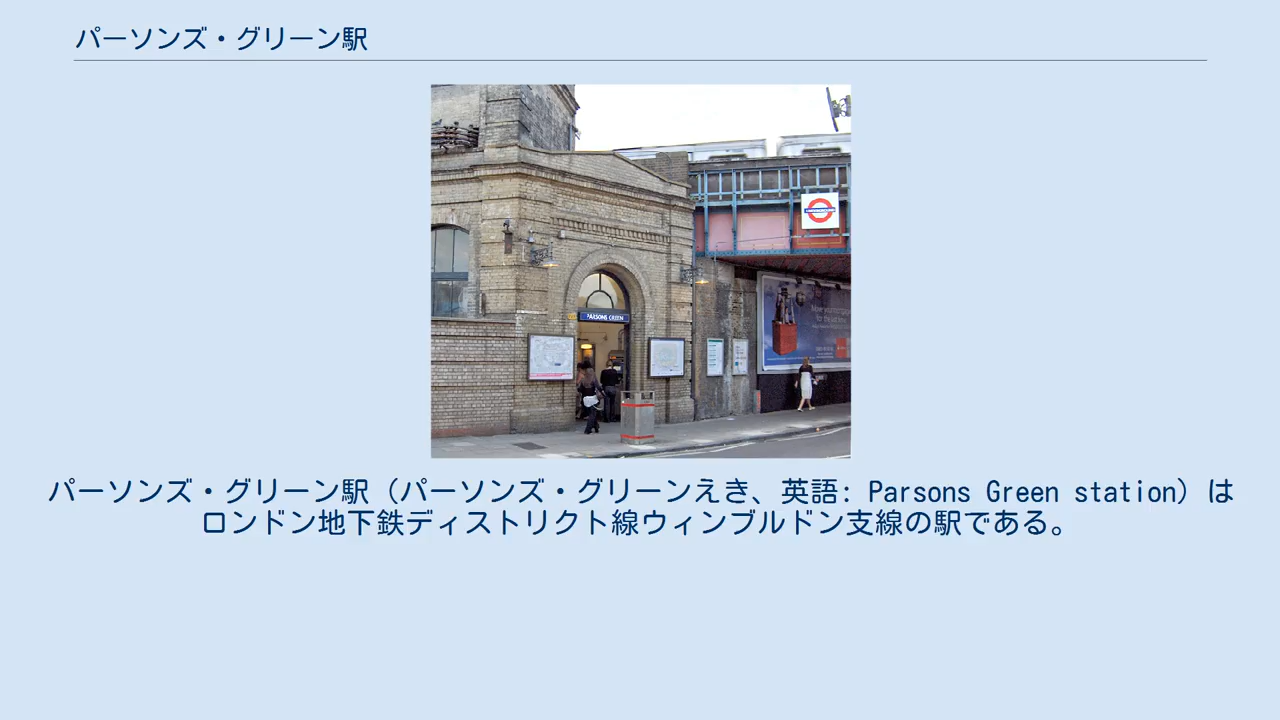 パーソンズ・グリーン駅
PARSONS GREEN
パーソンズ・グリーン駅（パーソンズ・グリーンえき、英語: Parsons Green station）は
ロンドン地下鉄ディストリクト線ウィンブルドン支線の駅である。